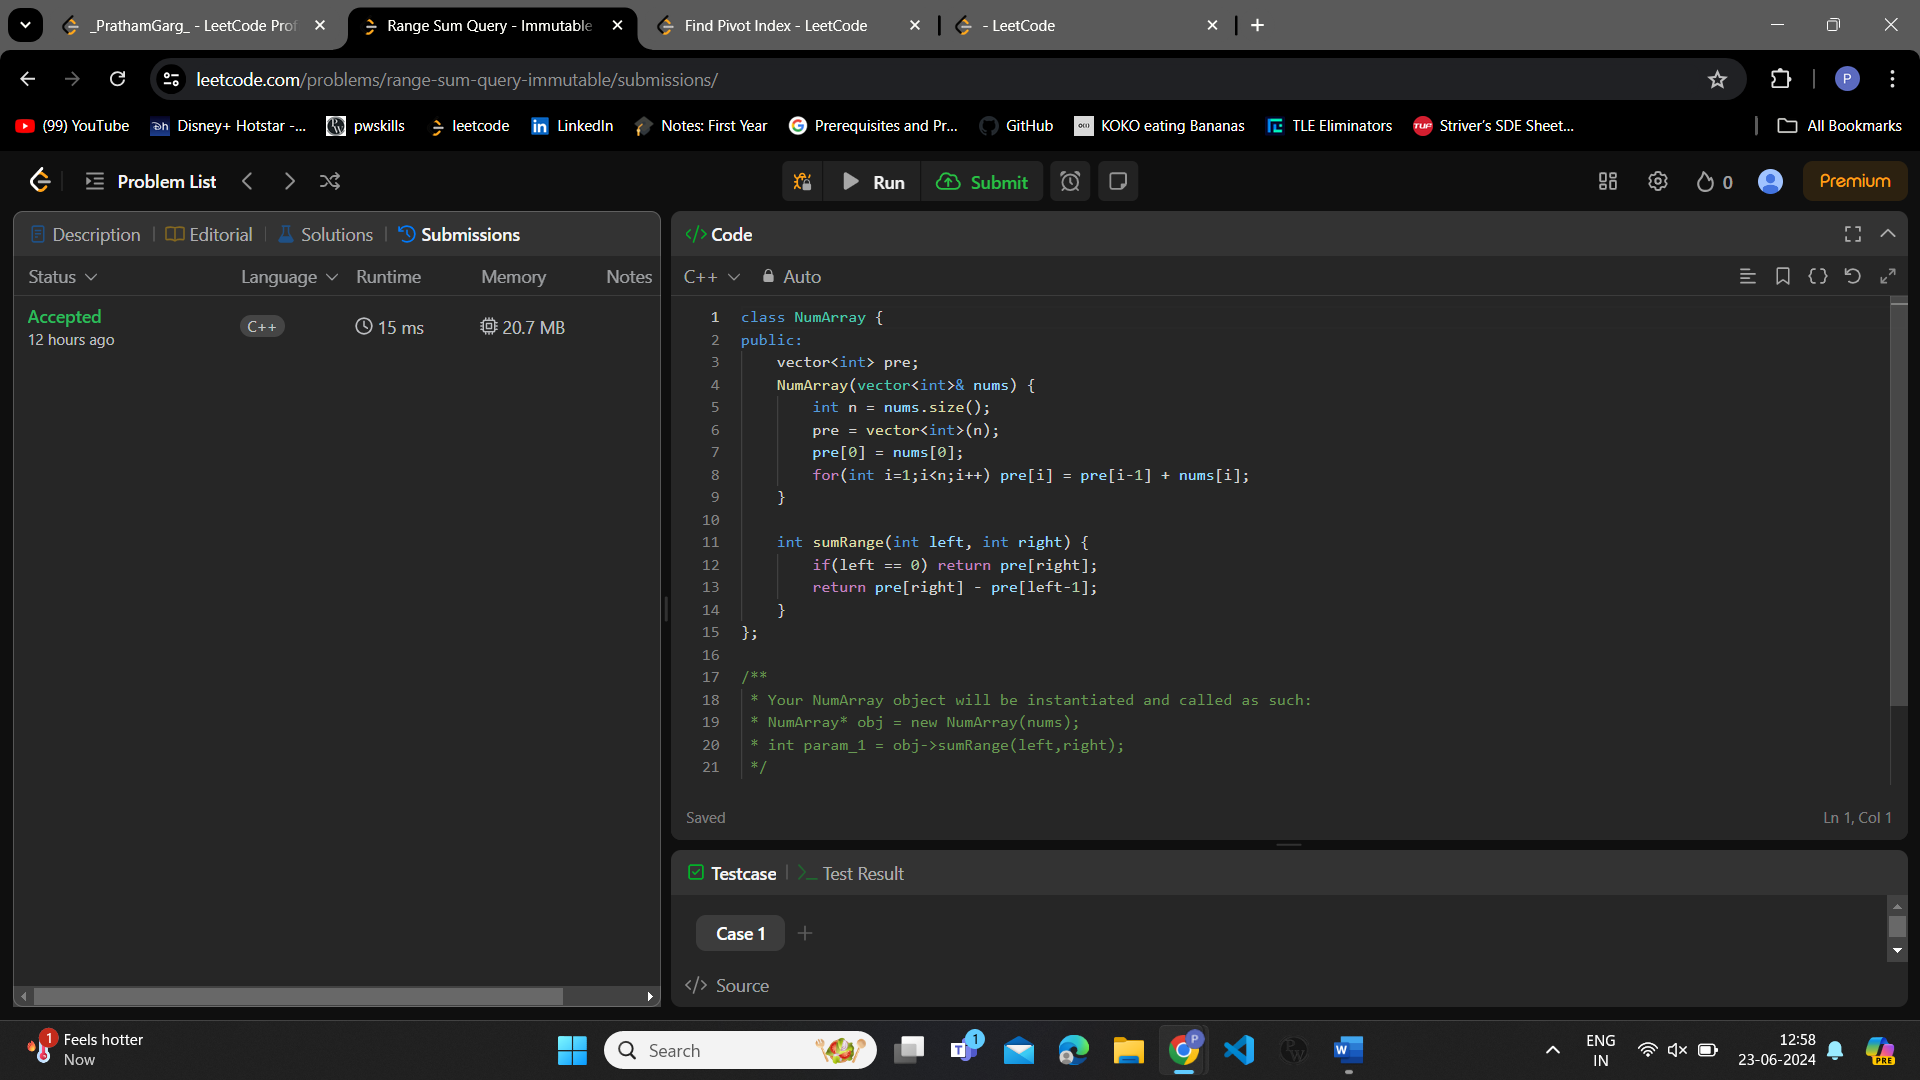 _PrathamGarg_ - LeetCode Prof
Range Sum Query - Immutable
Find Pivot Index - LeetCode
- LeetCode
leetcode.com/problems/range-sum-query-immutable/submissions/
P
(99) YouTube
Disney+ Hotstar -...
pwskills
leetcode
LinkedIn
Notes: First Year
Prerequisites and Pr...
GitHub
KOKO eating Bananas
TLE Eliminators
Striver's SDE Sheet...
All Bookmarks
Problem List
Run
Submit
0
Premium
Description
Editorial
Solutions
Submissions
Status
Language
Runtime
Memory
Notes
Accepted
12 hours ago
C++
15 ms
20.7 MB
</> Code
C++
Auto
1 class NumArray {
2 public:
3 vector<int> pre;
4 NumArray(vector<int>& nums) {
5 int n = nums.size();
6 pre = vector<int>(n);
7 pre[0] = nums[0];
8 for(int i=1;i<n;i++) pre[i] = pre[i-1] + nums[i];
9 }
10
11 int sumRange(int left, int right) {
12 if(left == 0) return pre[right];
13 return pre[right] - pre[left-1];
14 }
15 };
16
17 /**
18 * Your NumArray object will be instantiated and called as such:
19 * NumArray* obj = new NumArray(nums);
20 * int param_1 = obj->sumRange(left,right);
21 */
Saved
Ln 1, Col 1
Testcase
Test Result
Case 1
</> Source
1
Feels hotter
Now
Search
1
P
ENG
IN
12:58
23-06-2024
PRE